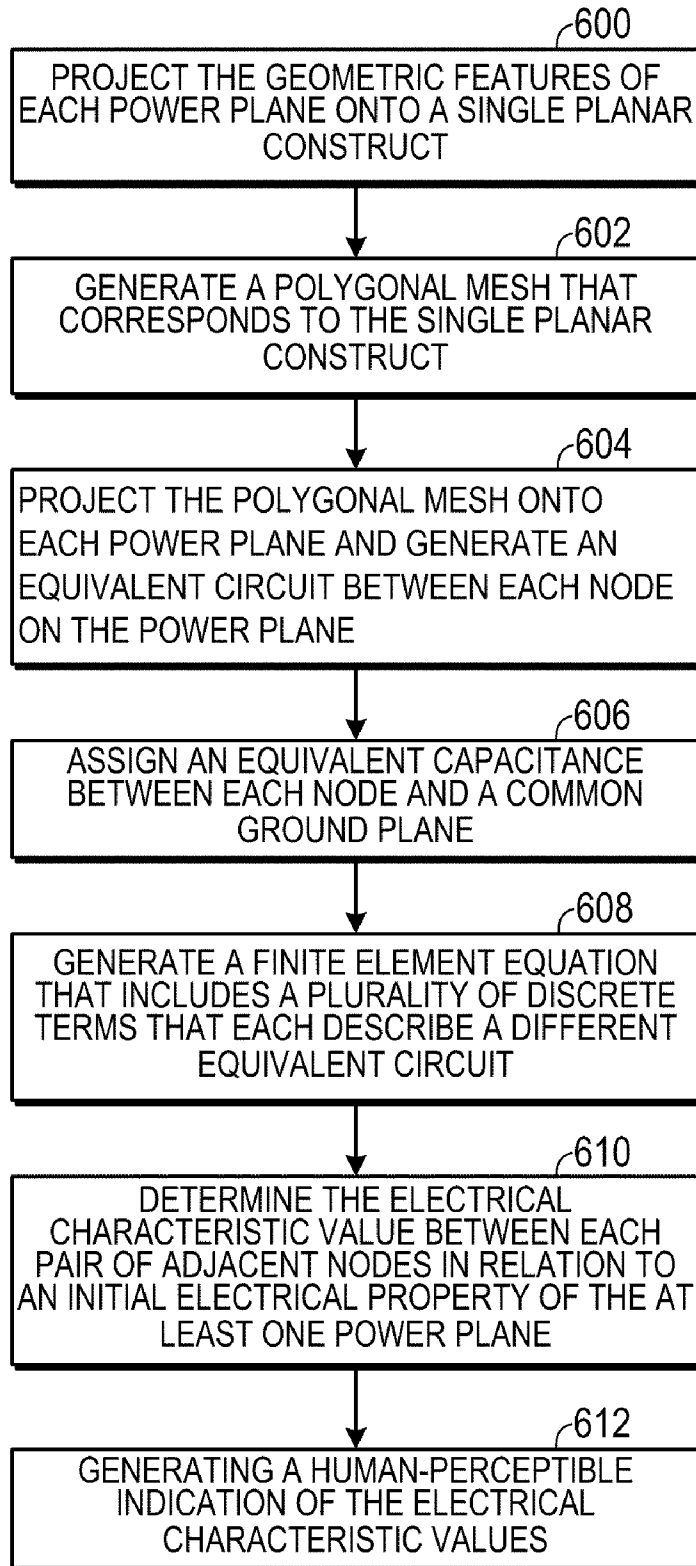 600
PROJECT THE GEOMETRIC FEATURES OF
EACH POWER PLANE ONTO A SINGLE PLANAR
CONSTRUCT
602
GENERATE A POLYGONAL MESH THAT
CORRESPONDS TO THE SINGLE PLANAR
CONSTRUCT
604
PROJECT THE POLYGONAL MESH ONTO
EACH POWER PLANE AND GENERATE AN
EQUIVALENT CIRCUIT BETWEEN EACH NODE
ON THE POWER PLANE
606
ASSIGN AN EQUIVALENT CAPACITANCE
BETWEEN EACH NODE AND A COMMON
GROUND PLANE
608
GENERATE A FINITE ELEMENT EQUATION
THAT INCLUDES A PLURALITY OF DISCRETE
TERMS THAT EACH DESCRIBE A DIFFERENT
EQUIVALENT CIRCUIT
610
DETERMINE THE ELECTRICAL
CHARACTERISTIC VALUE BETWEEN EACH
PAIR OF ADJACENT NODES IN RELATION TO
AN INITIAL ELECTRICAL PROPERTY OF THE AT
LEAST ONE POWER PLANE
612
GENERATING A HUMAN-PERCEPTIBLE
INDICATION OF THE ELECTRICAL
CHARACTERISTIC VALUES